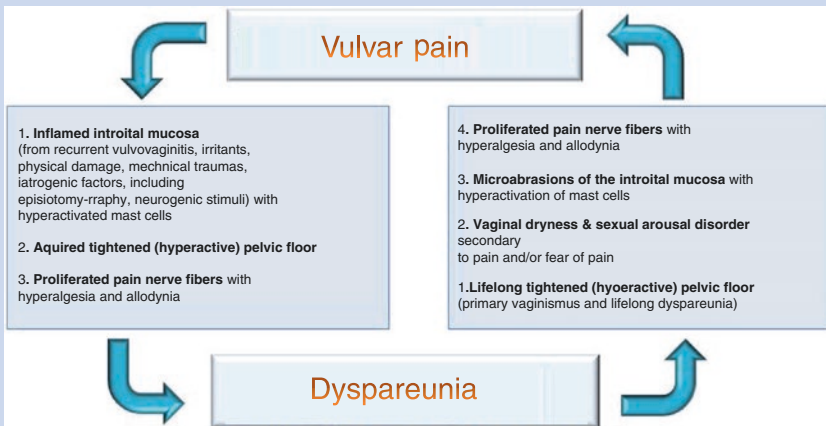 Vulvar pain
1. Inflamed introital mucosa
(from recurrent vulvovaginitis, irritants,
physical damage, mechnical traumas,
iatrogenic factors, including
episiotomy-rraphy, neurogenic stimuli) with
hyperactivated mast cells
2. Aquired tightened (hyperactive) pelvic floor
3. Proliferated pain nerve fibers with
hyperalgesia and allodynia
4. Proliferated pain nerve fibers with
hyperalgesia and allodynia
3. Microabrasions of the introital mucosa with
hyperactivation of mast cells
2. Vaginal dryness & sexual arousal disorder
secondary
to pain and/or fear of pain
1.Lifelong tightened (hyoeractive) pelvic floor
(primary vaginismus and lifelong dyspareunia)
Dyspareunia